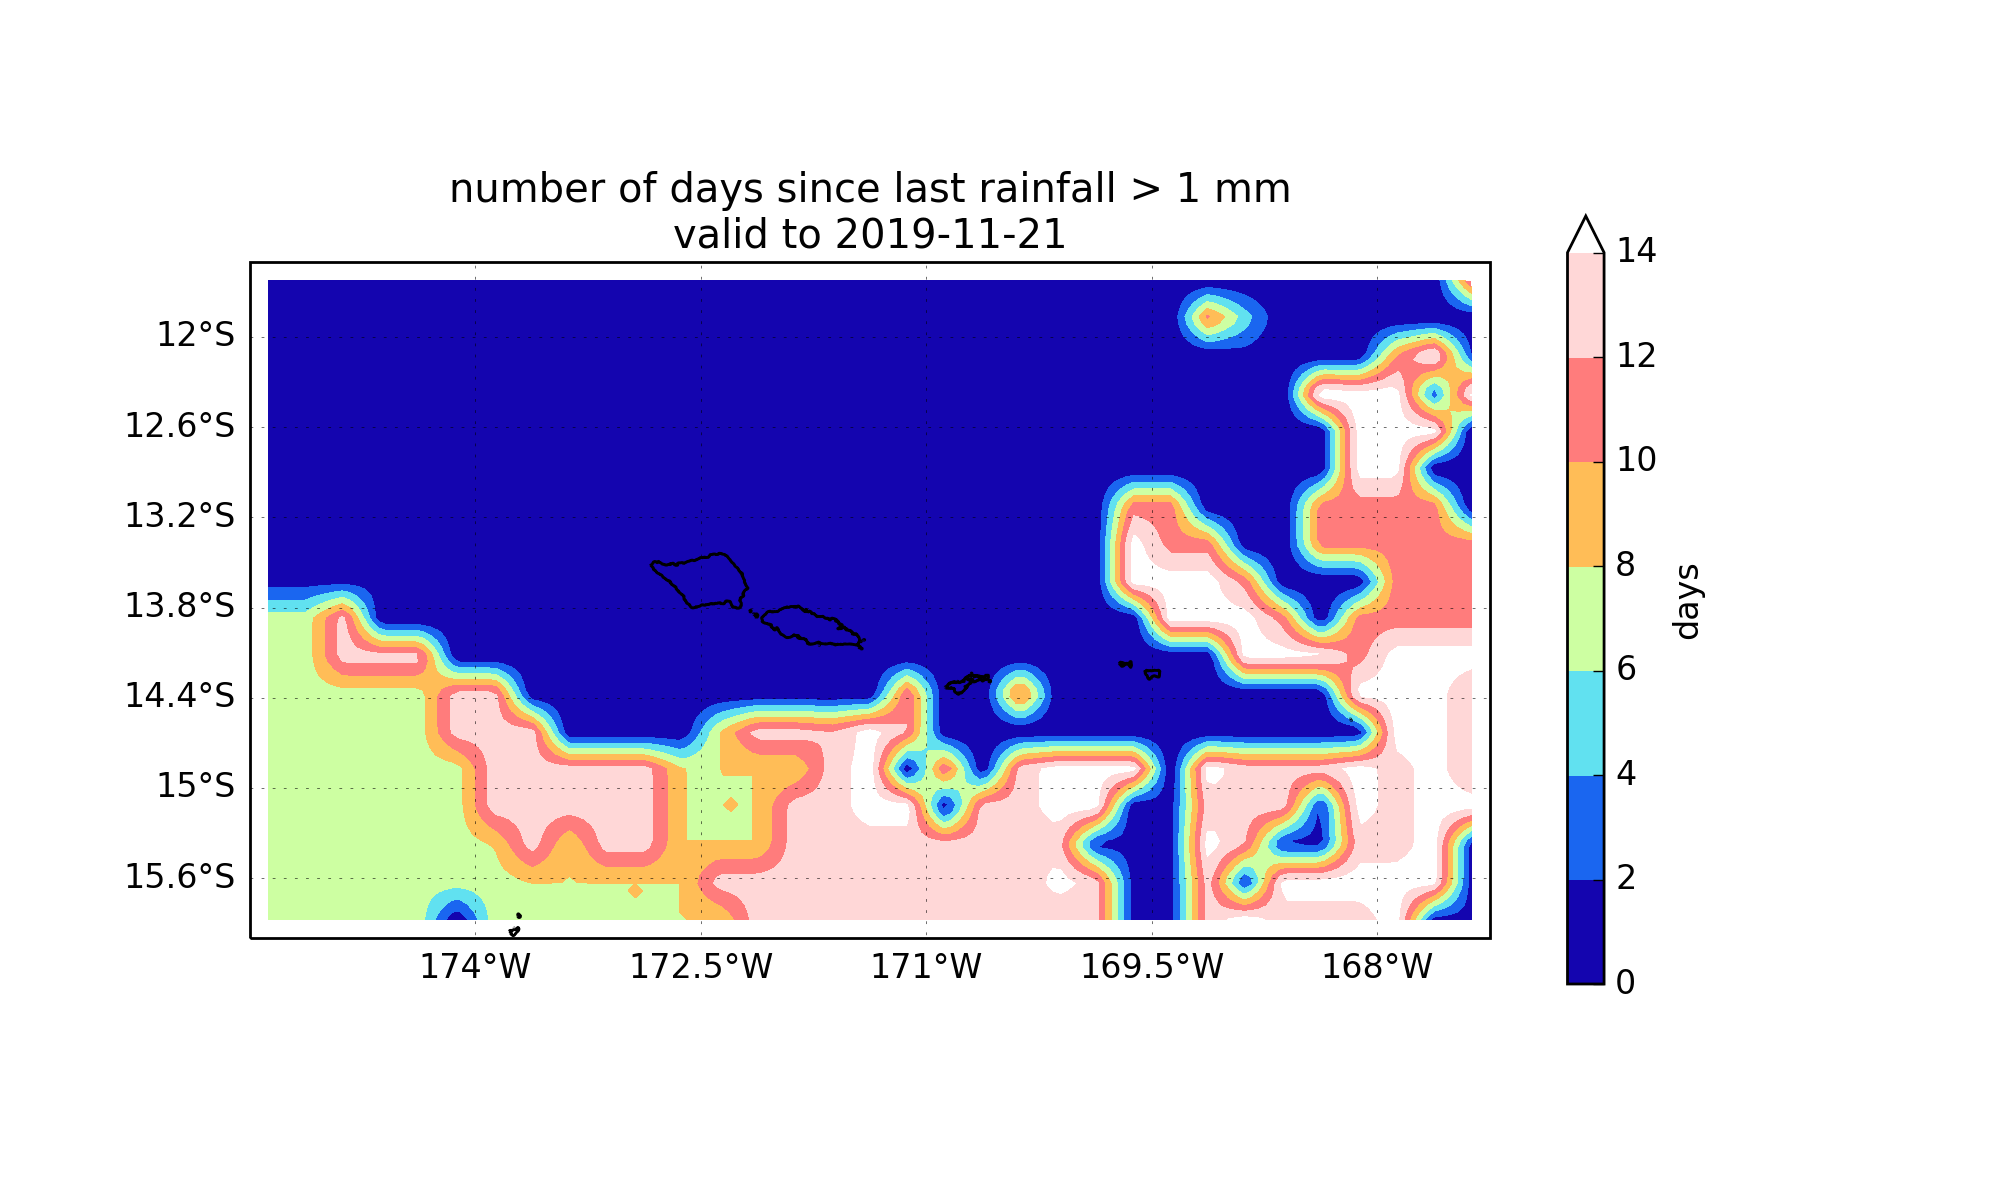 number of days since last rainfall > 1 mm
valid to 2019-11-21
12°S
12.6°S
13.2°S
13.8°S
14.4°S
15°S
15.6°S
174°W
172.5°W
171°W
169.5°W
168°W
14
12
10
8
6
4
2
0
days